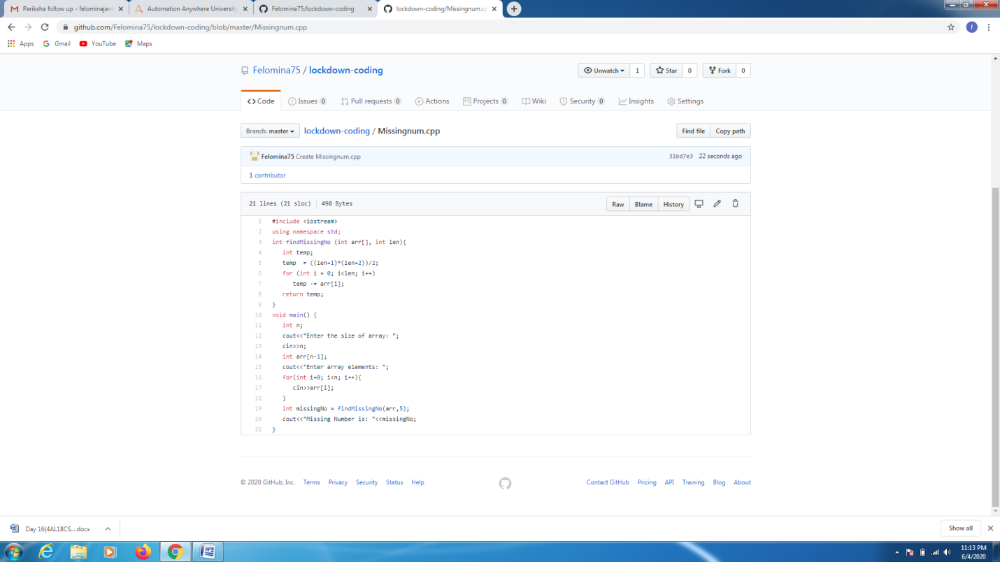 Pariksha follow up - felominajano
Automation Anywhere University
Felomina75/lockdown-coding
lockdown-coding/Missingnum.cp
github.com/Felomina75/lockdown-coding/blob/master/Missingnum.cpp
f
Apps Gmail YouTube Maps
Felomina75 / lockdown-coding
Unwatch 1 Star 0 Fork 0
Code Issues 0 Pull requests 0 Actions Projects 0 Wiki Security 0 Insights Settings
Branch: master lockdown-coding / Missingnum.cpp Find file Copy path
Felomina75 Create Missingnum.cpp 31bd7e3 22 seconds ago
1 contributor
21 lines (21 sloc) 490 Bytes Raw Blame History
1 #include <iostream>
2 using namespace std;
3 int findMissingNo (int arr[], int len){
4 int temp;
5 temp = ((len+1)*(len+2))/2;
6 for (int i = 0; i<len; i++)
7 temp -= arr[i];
8 return temp;
9 }
10 void main() {
11 int n;
12 cout<<"Enter the size of array: ";
13 cin>>n;
14 int arr[n-1];
15 cout<<"Enter array elements: ";
16 for(int i=0; i<n; i++){
17 cin>>arr[i];
18 }
19 int missingNo = findMissingNo(arr,5);
20 cout<<"Missing Number is: "<<missingNo;
21 }
© 2020 GitHub, Inc. Terms Privacy Security Status Help Contact GitHub Pricing API Training Blog About
Day 16(4AL18CS....docx Show all
11:13 PM
6/4/2020